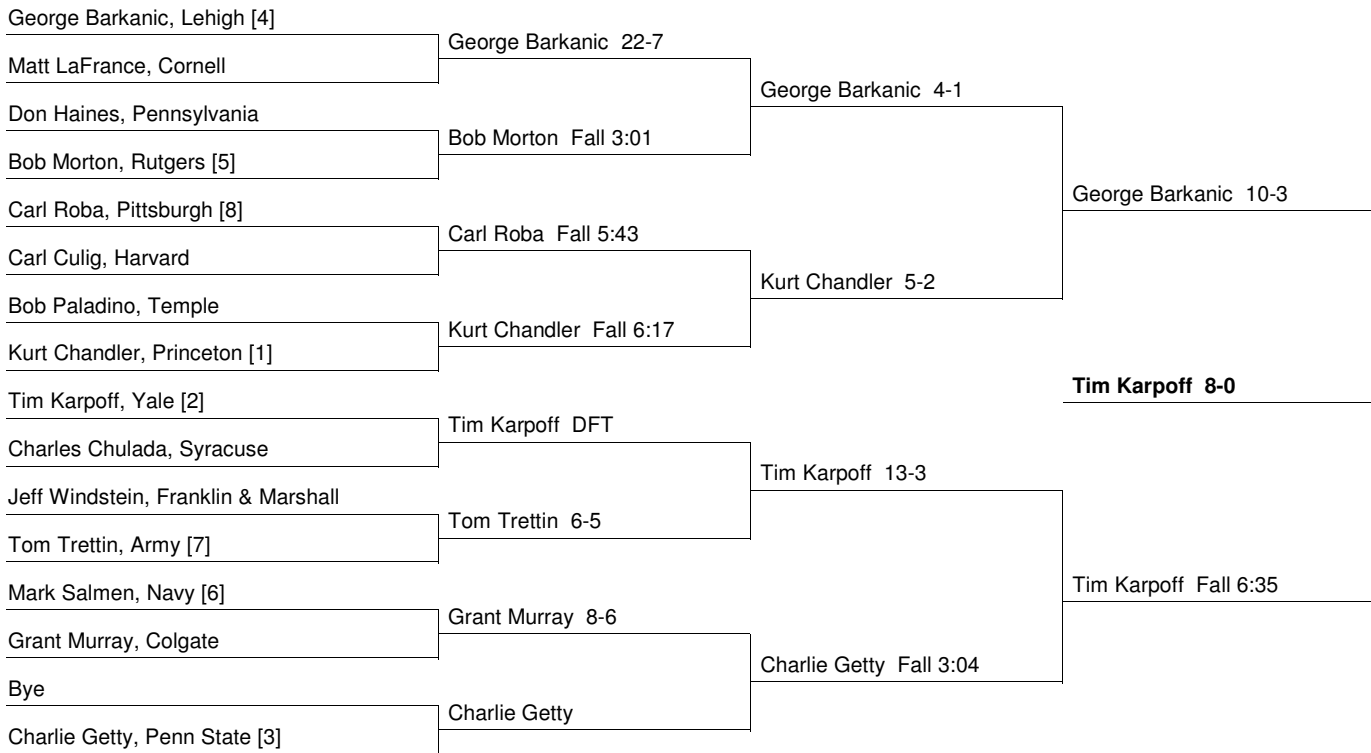 George Barkanic, Lehigh [4]
Matt LaFrance, Cornell
Don Haines, Pennsylvania
Bob Morton, Rutgers [5]
Carl Roba, Pittsburgh [8]
Carl Culig, Harvard
Bob Paladino, Temple
Kurt Chandler, Princeton [1]
Tim Karpoff, Yale [2]
Charles Chulada, Syracuse
Jeff Windstein, Franklin & Marshall
Tom Trettin, Army [7]
Mark Salmen, Navy [6]
Grant Murray, Colgate
Bye
Charlie Getty, Penn State [3]
George Barkanic 22-7
Bob Morton Fall 3:01
Carl Roba Fall 5:43
Kurt Chandler Fall 6:17
Tim Karpoff DFT
Tom Trettin 6-5
Grant Murray 8-6
Charlie Getty
George Barkanic 4-1
Kurt Chandler 5-2
Tim Karpoff 13-3
Charlie Getty Fall 3:04
George Barkanic 10-3
Tim Karpoff Fall 6:35
Tim Karpoff 8-0